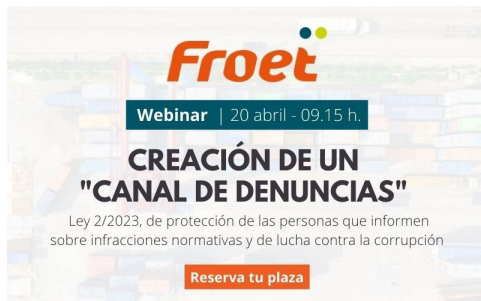 Froet
Webinar | 20 abril - 09.15 h.
CREACIÓN DE UN
"CANAL DE DENUNCIAS"
Ley 2/2023, de protección de las personas que informen
sobre infracciones normativas y de lucha contra la corrupción
Reserva tu plaza